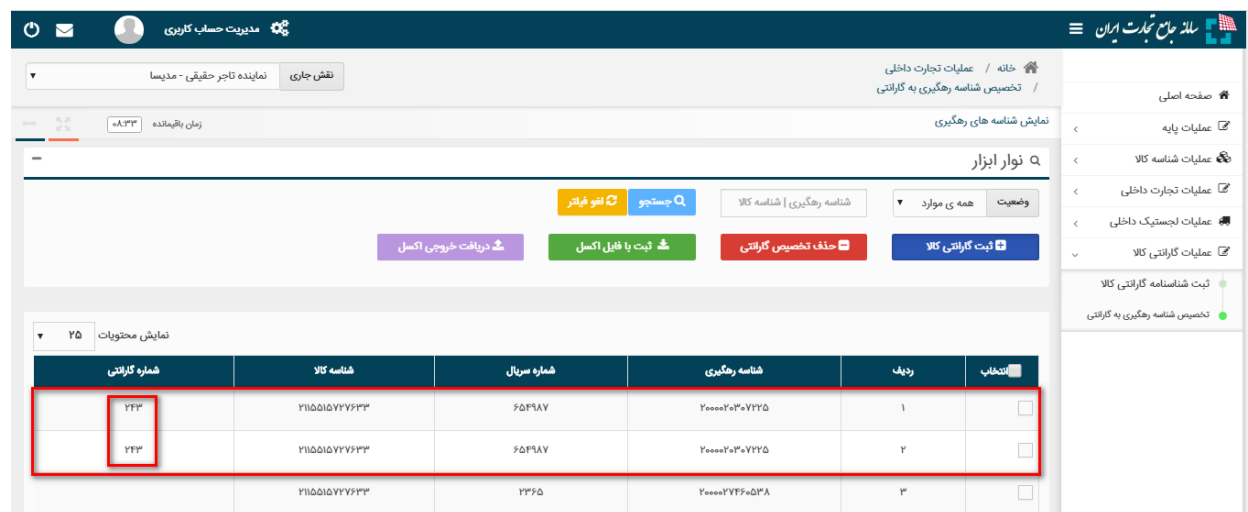 سامانه جامع تجارت ایران
مدیریت حساب کاربری
خانه / عملیات تجارت داخلی
/ تخصیص شناسه رهگیری به گارانتی
نقش جاری
نماینده تاجر حقیقی - مدیسا
صفحه اصلی
عملیات پایه
عملیات شناسه کالا
عملیات تجارت داخلی
عملیات لجستیک داخلی
عملیات گارانتی کالا
ثبت شناسنامه گارانتی کالا
تخصیص شناسه رهگیری به گارانتی
نمایش شناسه های رهگیری
زمان باقیمانده ۰۸:۳۳
نوار ابزار
وضعیت همه ی موارد شناسه رهگیری | شناسه کالا جستجو لغو فیلتر
ثبت گارانتی کالا حذف تخصیص گارانتی ثبت با فایل اکسل دریافت خروجی اکسل
نمایش محتویات ۲۵
انتخاب ردیف شناسه رهگیری شماره سریال شناسه کالا شماره گارانتی
۱ ۲۰۰۰۰۲۰۳۰۷۲۲۵ ۶۵۴۹۸۷ ۲۱۱۵۵۱۵۷۲۷۶۳۳ ۲۴۳
۲ ۲۰۰۰۰۲۰۳۰۷۲۲۵ ۶۵۴۹۸۷ ۲۱۱۵۵۱۵۷۲۷۶۳۳ ۲۴۳
۳ ۲۰۰۰۰۲۷۴۶۰۵۳۸ ۲۳۶۵ ۲۱۱۵۵۱۵۷۲۷۶۳۳